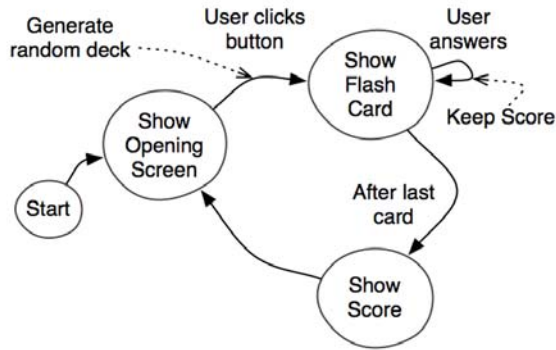 Generate
random deck
User clicks
button
User
answers
Show
Flash
Card
Keep Score
Show
Opening
Screen
Start
After last
card
Show
Score